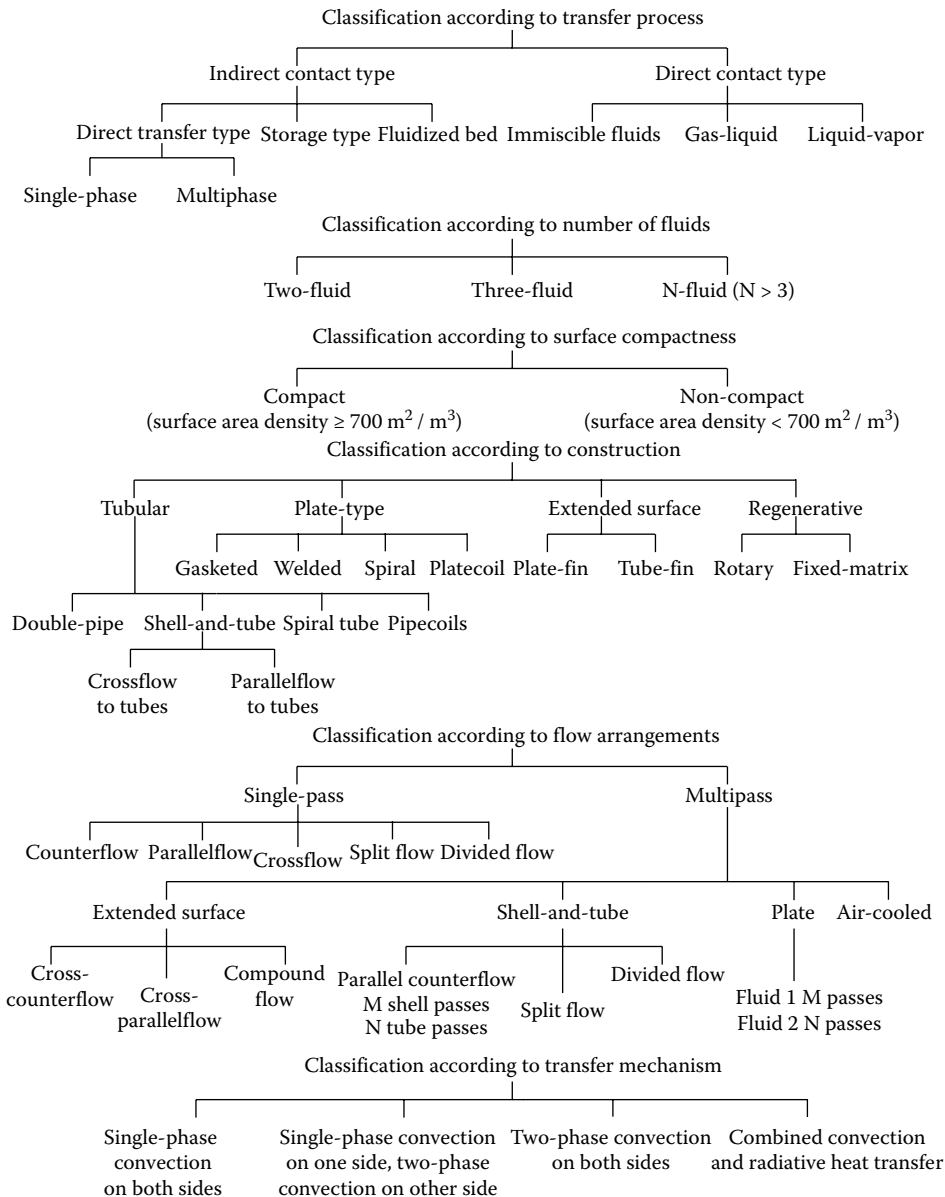 Classification according to transfer process
Indirect contact type
Direct contact type
Direct transfer type
Storage type
Fluidized bed
Immiscible fluids
Gas-liquid
Liquid-vapor
Single-phase
Multiphase
Classification according to number of fluids
Two-fluid
Three-fluid
N-fluid (N > 3)
Classification according to surface compactness
Compact
(surface area density ≥ 700 m² / m³)
Non-compact
(surface area density < 700 m² / m³)
Classification according to construction
Tubular
Plate-type
Extended surface
Regenerative
Gasketed
Welded
Spiral
Platecoil
Plate-fin
Tube-fin
Rotary
Fixed-matrix
Double-pipe
Shell-and-tube
Spiral tube
Pipecoils
Crossflow
to tubes
Parallelflow
to tubes
Classification according to flow arrangements
Single-pass
Multipass
Counterflow
Parallelflow
Crossflow
Split flow
Divided flow
Extended surface
Shell-and-tube
Plate
Air-cooled
Cross-
counterflow
Cross-
parallelflow
Compound
flow
Parallel counterflow
M shell passes
N tube passes
Split flow
Divided flow
Fluid 1 M passes
Fluid 2 N passes
Classification according to transfer mechanism
Single-phase
convection
on both sides
Single-phase convection
on one side, two-phase
convection on other side
Two-phase convection
on both sides
Combined convection
and radiative heat transfer